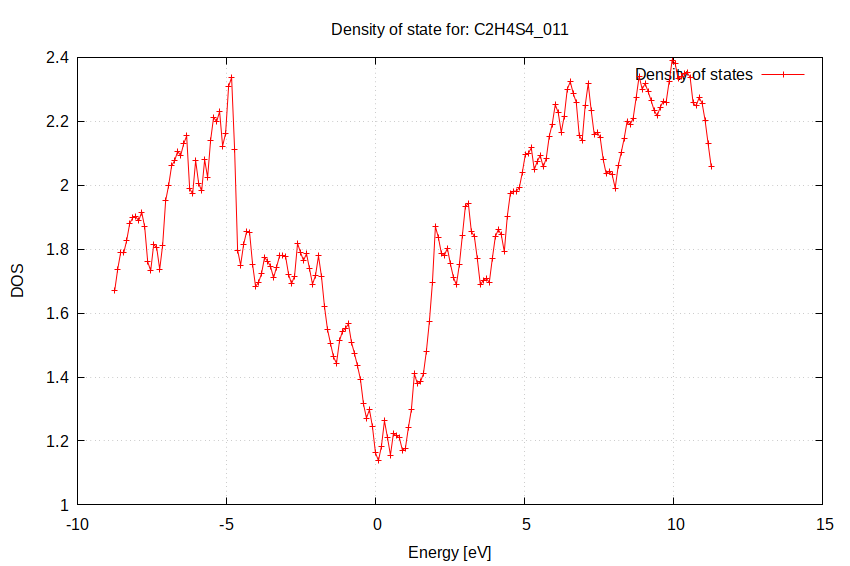 Density of state for: C2H4S4_011
Density of states
2.4
2.2
2
1.8
1.6
1.4
1.2
1
DOS
-10 -5 0 5 10 15
Energy [eV]